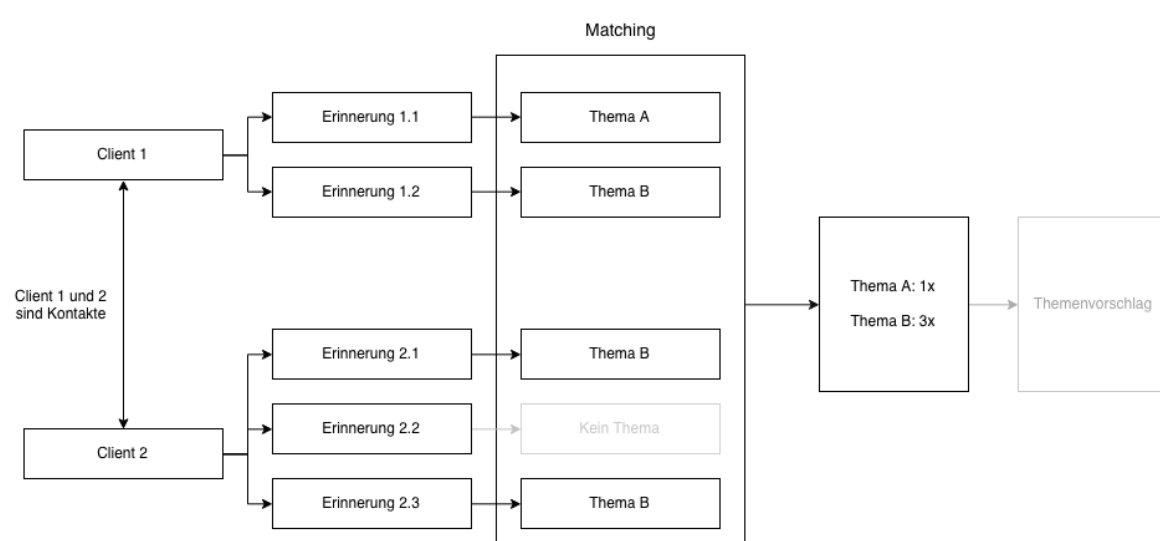 Matching
Erinnerung 1.1
Thema A
Client 1
Erinnerung 1.2
Thema B
Client 1 und 2
sind Kontakte
Thema A: 1x
Thema B: 3x
Themenvorschlag
Erinnerung 2.1
Thema B
Erinnerung 2.2
Kein Thema
Client 2
Erinnerung 2.3
Thema B